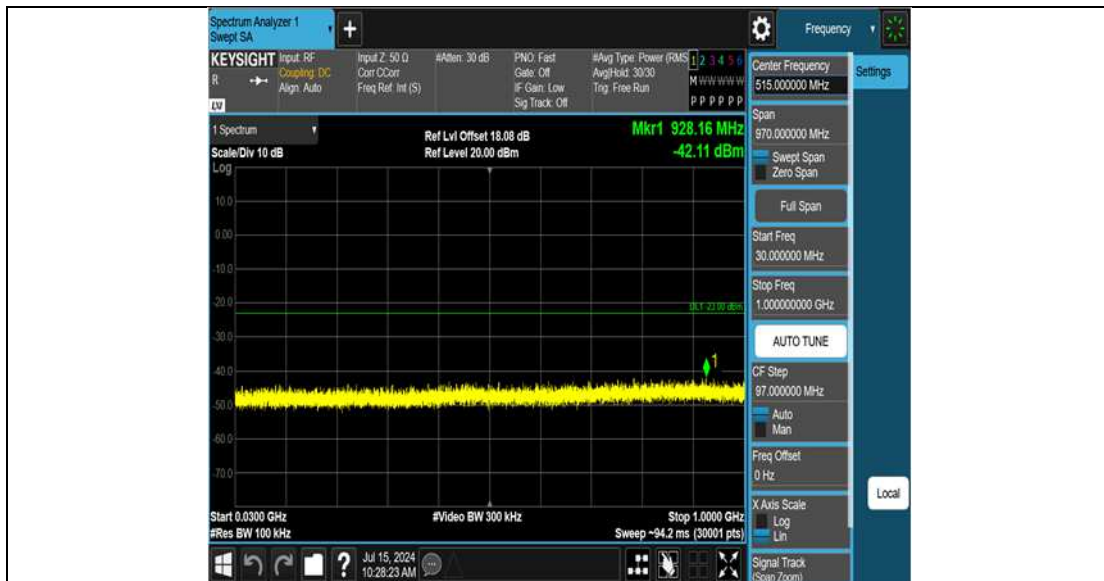 Spectrum Analyzer 1
Swept SA
+
Frequency
KEYSIGHT
R
LXI
Input: RF
Coupling: DC
Align: Auto
Input Z: 50 Ω
Corr CCorr
Freq Ref: Int (S)
#Atten: 30 dB
PNO: Fast
Gate: Off
IF Gain: Low
Sig Track: Off
#Avg Type: Power (RMS
Avg|Hold: 30/30
Trig: Free Run
1 2 3 4 5 6
M W W W W W
P P P P P P
Center Frequency
515.000000 MHz
Settings
Span
970.000000 MHz
Swept Span
Zero Span
Full Span
Start Freq
30.000000 MHz
Stop Freq
1.000000000 GHz
AUTO TUNE
CF Step
97.000000 MHz
Auto
Man
Freq Offset
0 Hz
X Axis Scale
Log
Lin
Signal Track
(Span Zoom)
Local
1 Spectrum
Scale/Div 10 dB
Log
Ref Lvl Offset 18.08 dB
Ref Level 20.00 dBm
Mkr1 928.16 MHz
-42.11 dBm
10.0
0.00
-10.0
-20.0
DL1 -23.00 dBm
-30.0
-40.0
1
-50.0
-60.0
-70.0
Start 0.0300 GHz
#Video BW 300 kHz
Stop 1.0000 GHz
#Res BW 100 kHz
Sweep ~94.2 ms (30001 pts)
?
Jul 15, 2024
10:28:23 AM